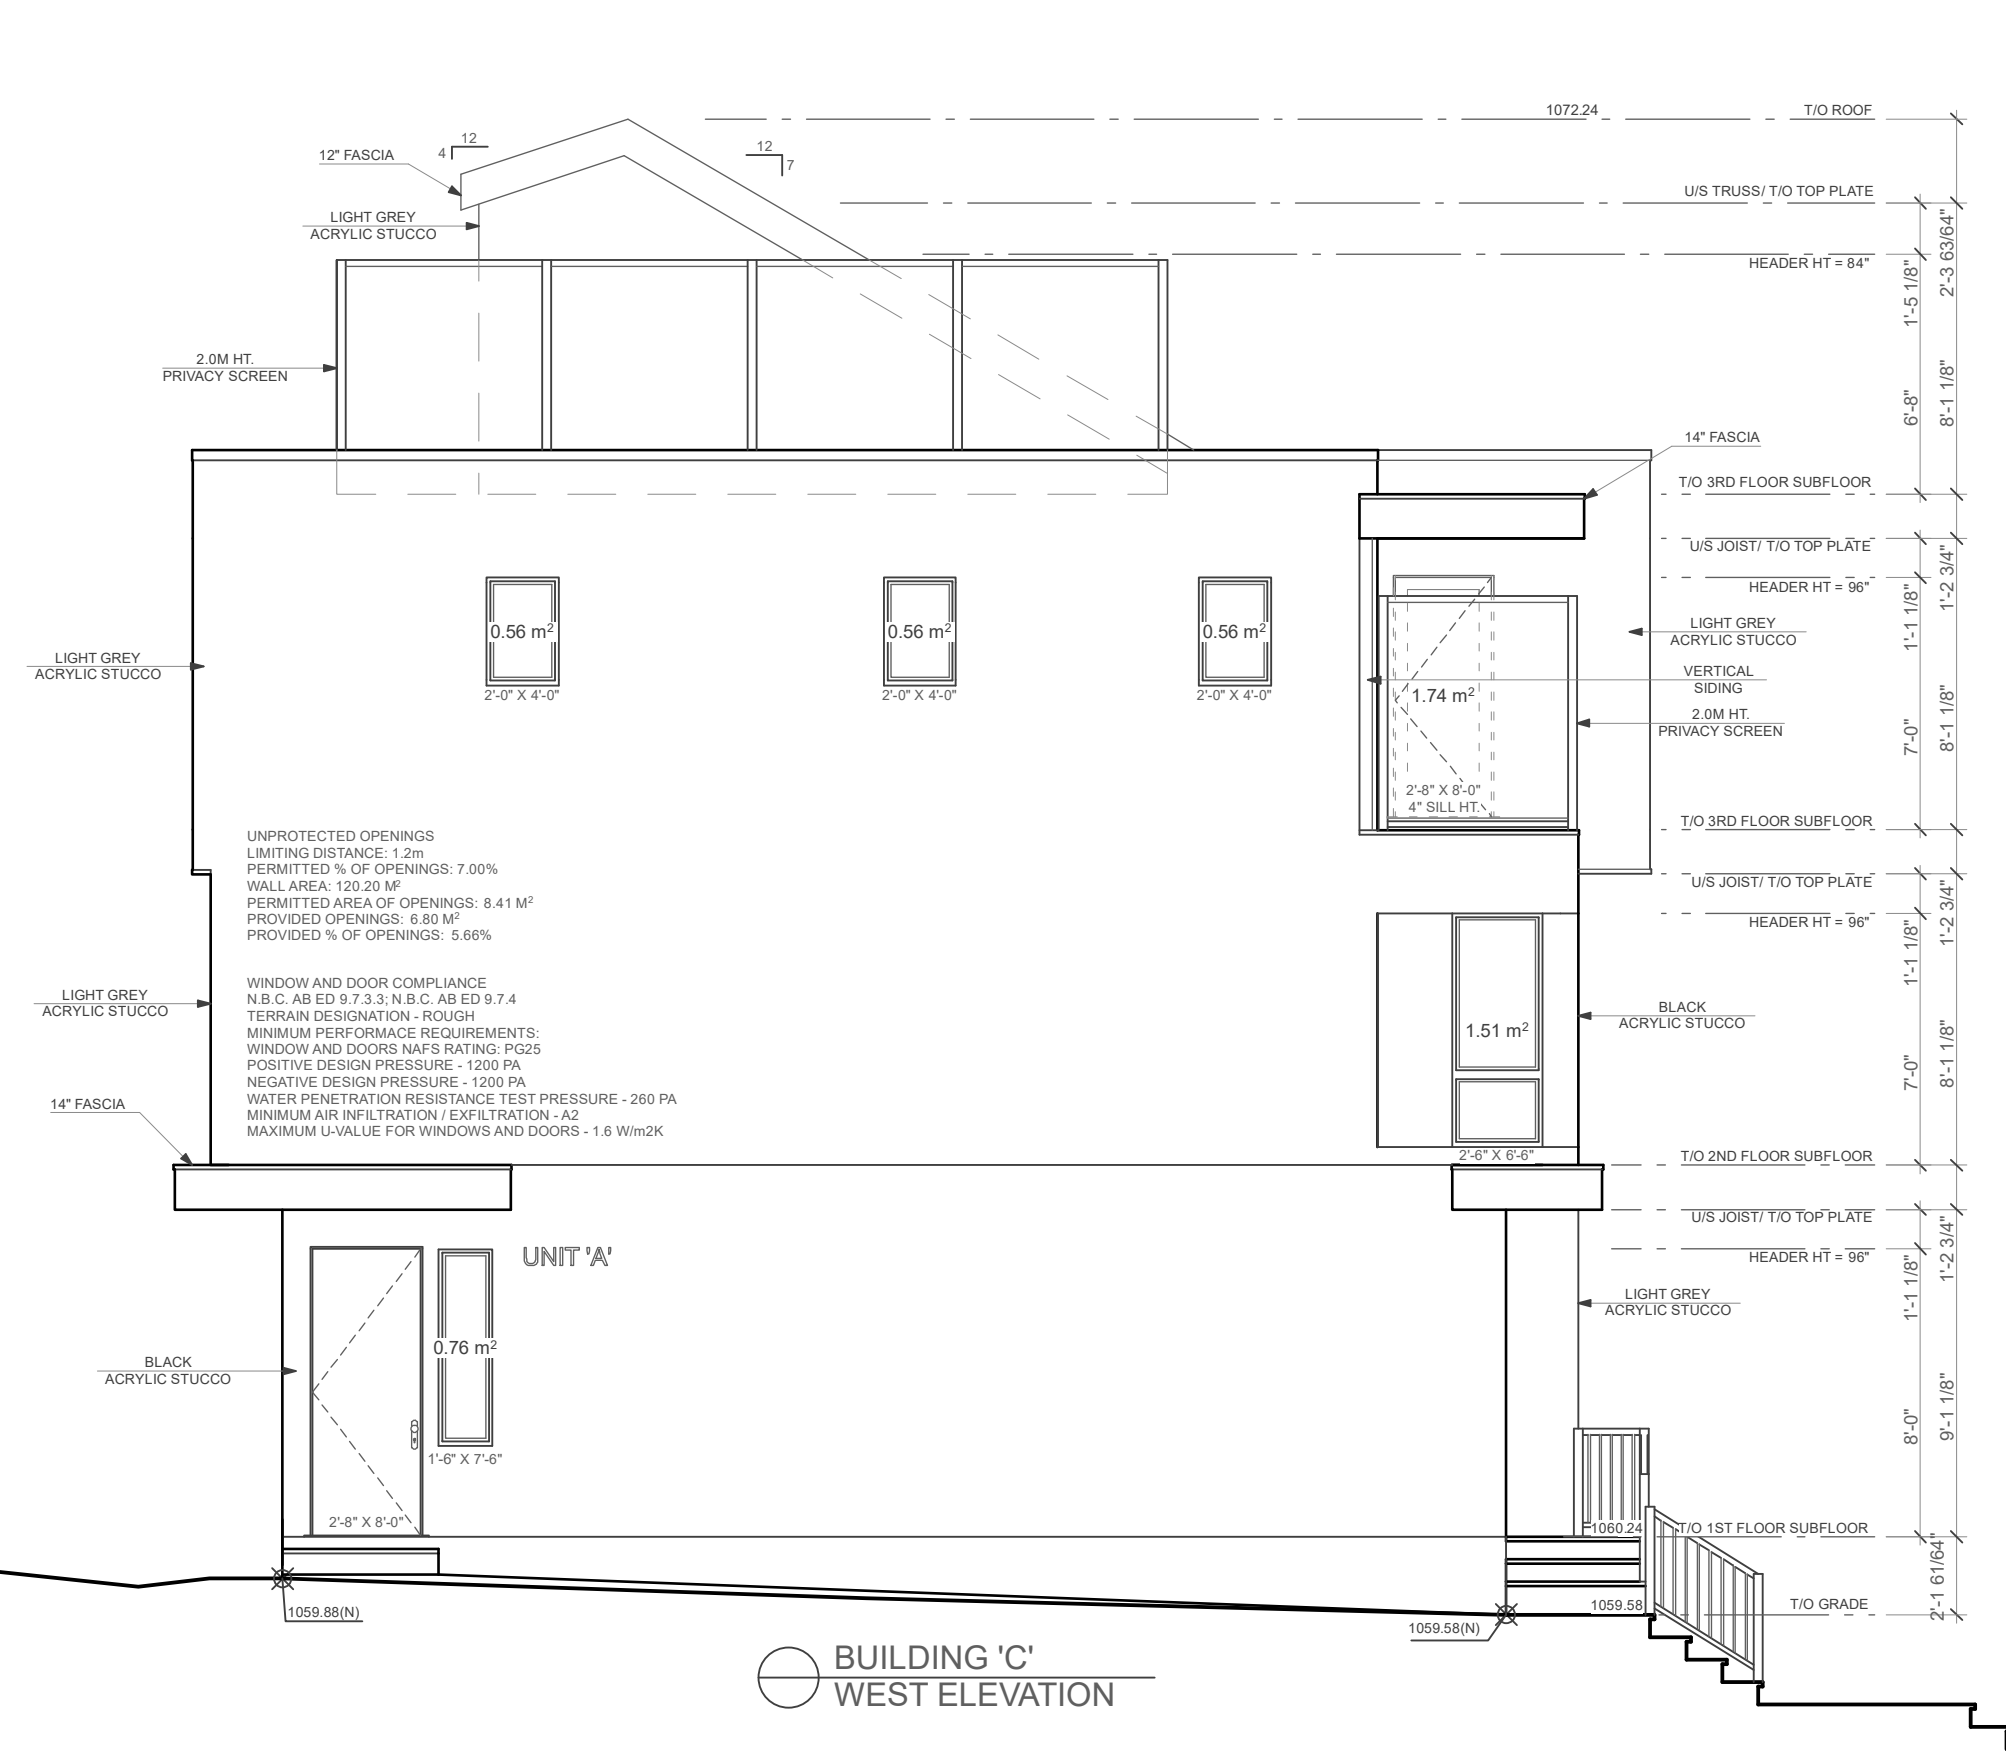 1072.24
T/O ROOF
12
4
12
7
12" FASCIA
LIGHT GREY
ACRYLIC STUCCO
U/S TRUSS/ T/O TOP PLATE
HEADER HT = 84"
2'-3 63/64"
1'-5 1/8"
2.0M HT.
PRIVACY SCREEN
6'-8"
8'-1 1/8"
14" FASCIA
T/O 3RD FLOOR SUBFLOOR
U/S JOIST/ T/O TOP PLATE
HEADER HT = 96"
1'-2 3/4"
1'-1 1/8"
0.56 m²
2'-0" X 4'-0"
0.56 m²
2'-0" X 4'-0"
0.56 m²
2'-0" X 4'-0"
LIGHT GREY
ACRYLIC STUCCO
LIGHT GREY
ACRYLIC STUCCO
VERTICAL
SIDING
1.74 m²
2.0M HT.
PRIVACY SCREEN
7'-0"
8'-1 1/8"
2'-8" X 8'-0"
4" SILL HT.
T/O 3RD FLOOR SUBFLOOR
UNPROTECTED OPENINGS
LIMITING DISTANCE: 1.2m
PERMITTED % OF OPENINGS: 7.00%
WALL AREA: 120.20 M²
PERMITTED AREA OF OPENINGS: 8.41 M²
PROVIDED OPENINGS: 6.80 M²
PROVIDED % OF OPENINGS: 5.66%
U/S JOIST/ T/O TOP PLATE
HEADER HT = 96"
1'-2 3/4"
1'-1 1/8"
WINDOW AND DOOR COMPLIANCE
N.B.C. AB ED 9.7.3.3; N.B.C. AB ED 9.7.4
TERRAIN DESIGNATION - ROUGH
MINIMUM PERFORMACE REQUIREMENTS:
WINDOW AND DOORS NAFS RATING: PG25
POSITIVE DESIGN PRESSURE - 1200 PA
NEGATIVE DESIGN PRESSURE - 1200 PA
WATER PENETRATION RESISTANCE TEST PRESSURE - 260 PA
MINIMUM AIR INFILTRATION / EXFILTRATION - A2
MAXIMUM U-VALUE FOR WINDOWS AND DOORS - 1.6 W/m2K
LIGHT GREY
ACRYLIC STUCCO
14" FASCIA
1.51 m²
BLACK
ACRYLIC STUCCO
7'-0"
8'-1 1/8"
2'-6" X 6'-6"
T/O 2ND FLOOR SUBFLOOR
U/S JOIST/ T/O TOP PLATE
HEADER HT = 96"
1'-2 3/4"
1'-1 1/8"
UNIT 'A'
LIGHT GREY
ACRYLIC STUCCO
0.76 m²
1'-6" X 7'-6"
BLACK
ACRYLIC STUCCO
8'-0"
9'-1 1/8"
2'-8" X 8'-0"
1060.24
T/O 1ST FLOOR SUBFLOOR
2'-1 61/64"
1059.58
T/O GRADE
1059.88(N)
1059.58(N)
BUILDING 'C'
WEST ELEVATION